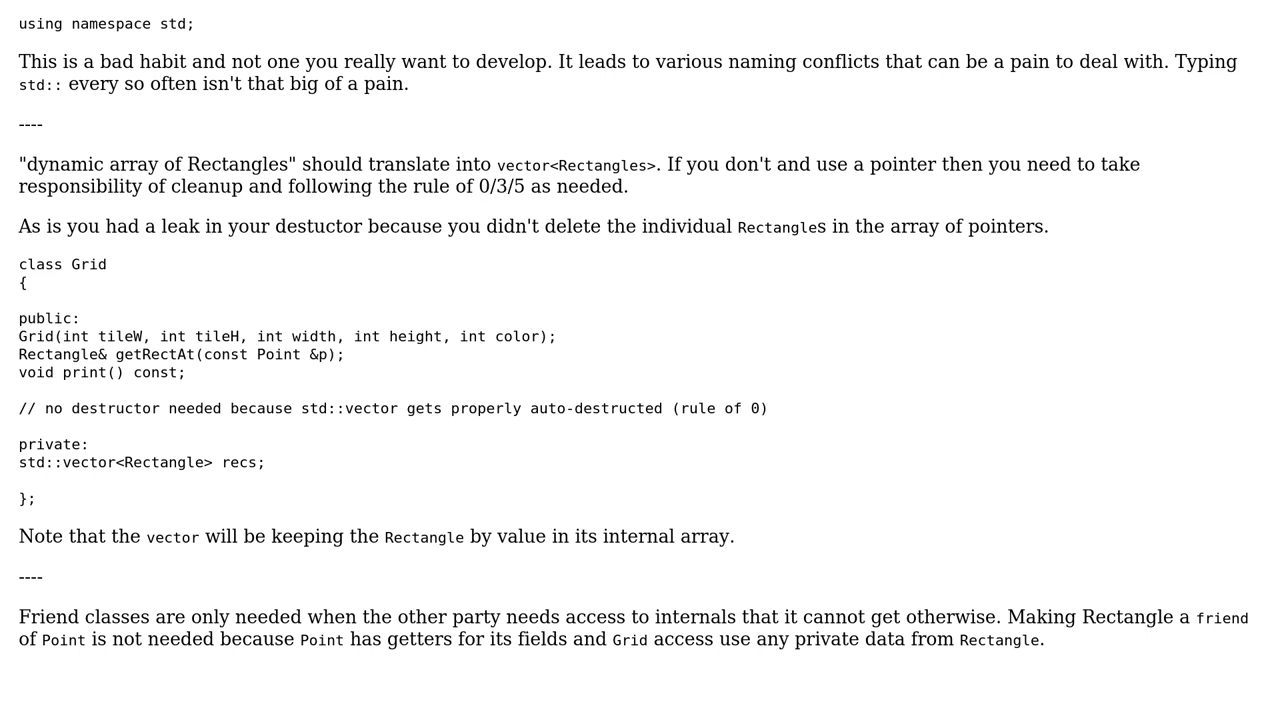 using namespace std;
This is a bad habit and not one you really want to develop. It leads to various naming conflicts that can be a pain to deal with. Typing
std:: every so often isn't that big of a pain.
----
"dynamic array of Rectangles" should translate into vector<Rectangles>. If you don't and use a pointer then you need to take
responsibility of cleanup and following the rule of 0/3/5 as needed.
As is you had a leak in your destuctor because you didn't delete the individual Rectangles in the array of pointers.
class Grid
{
public:
Grid(int tileW, int tileH, int width, int height, int color);
Rectangle& getRectAt(const Point &p);
void print() const;
// no destructor needed because std::vector gets properly auto-destructed (rule of 0)
private:
std::vector<Rectangle> recs;
};
Note that the vector will be keeping the Rectangle by value in its internal array.
----
Friend classes are only needed when the other party needs access to internals that it cannot get otherwise. Making Rectangle a friend
of Point is not needed because Point has getters for its fields and Grid access use any private data from Rectangle.